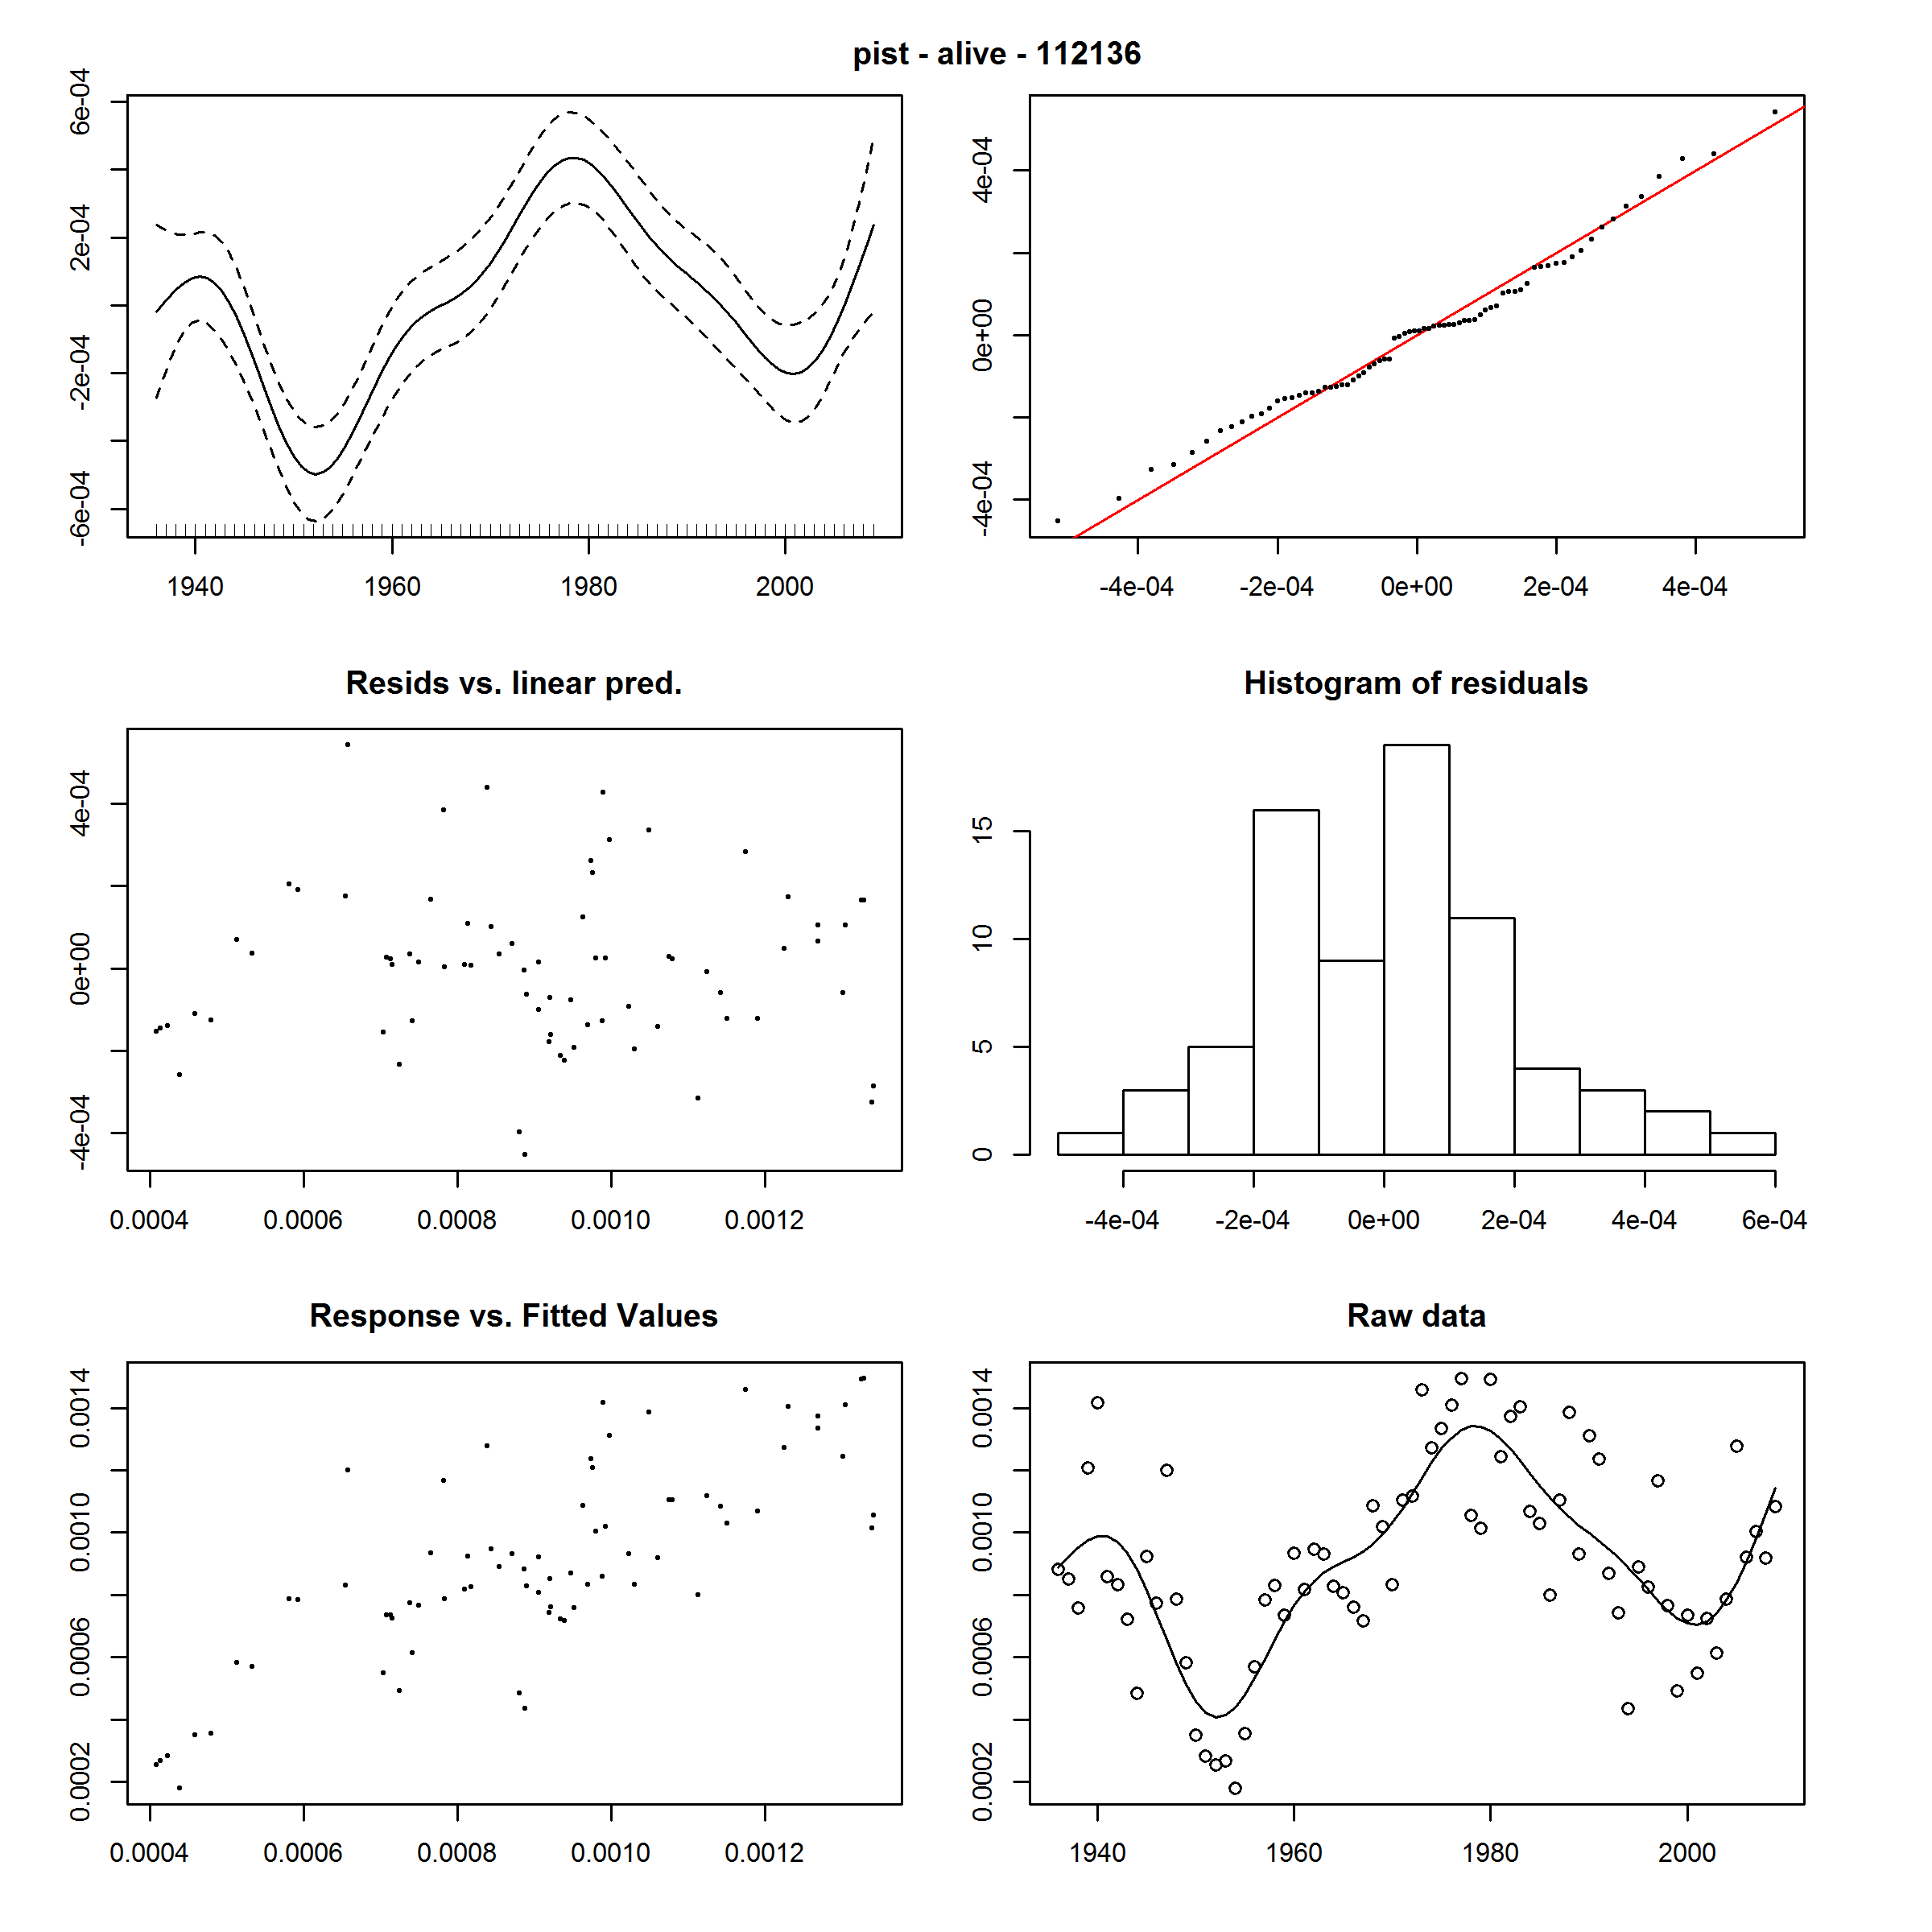 pist - alive - 112136
6e-04
2e-04
-2e-04
-6e-04
1940 1960 1980 2000
4e-04
0e+00
-4e-04
-4e-04 -2e-04 0e+00 2e-04 4e-04
Resids vs. linear pred.
4e-04
0e+00
-4e-04
0.0004 0.0006 0.0008 0.0010 0.0012
Histogram of residuals
15
10
5
0
-4e-04 -2e-04 0e+00 2e-04 4e-04 6e-04
Response vs. Fitted Values
0.0014
0.0010
0.0006
0.0002
0.0004 0.0006 0.0008 0.0010 0.0012
Raw data
0.0014
0.0010
0.0006
0.0002
1940 1960 1980 2000